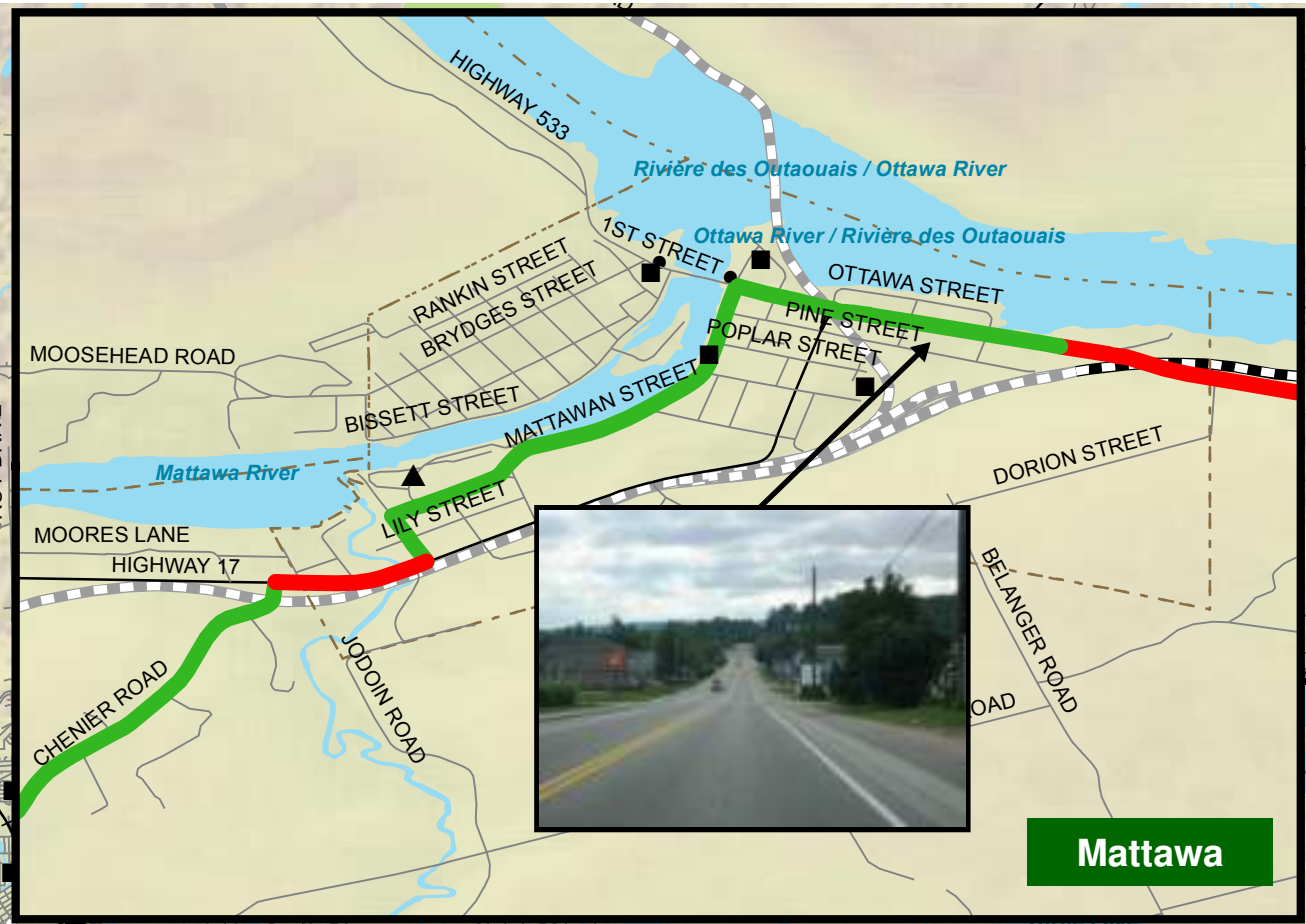 HIGHWAY 533
Rivière des Outaouais / Ottawa River
1ST STREET
Ottawa River / Rivière des Outaouais
RANKIN STREET
OTTAWA STREET
BRYDGES STREET
PINE STREET
POPLAR STREET
MOOSEHEAD ROAD
BISSETT STREET
MATTAWAN STREET
Mattawa River
DORION STREET
LILY STREET
MOORES LANE
HIGHWAY 17
BELANGER ROAD
JODOIN ROAD
CHENIER ROAD
OAD
Mattawa